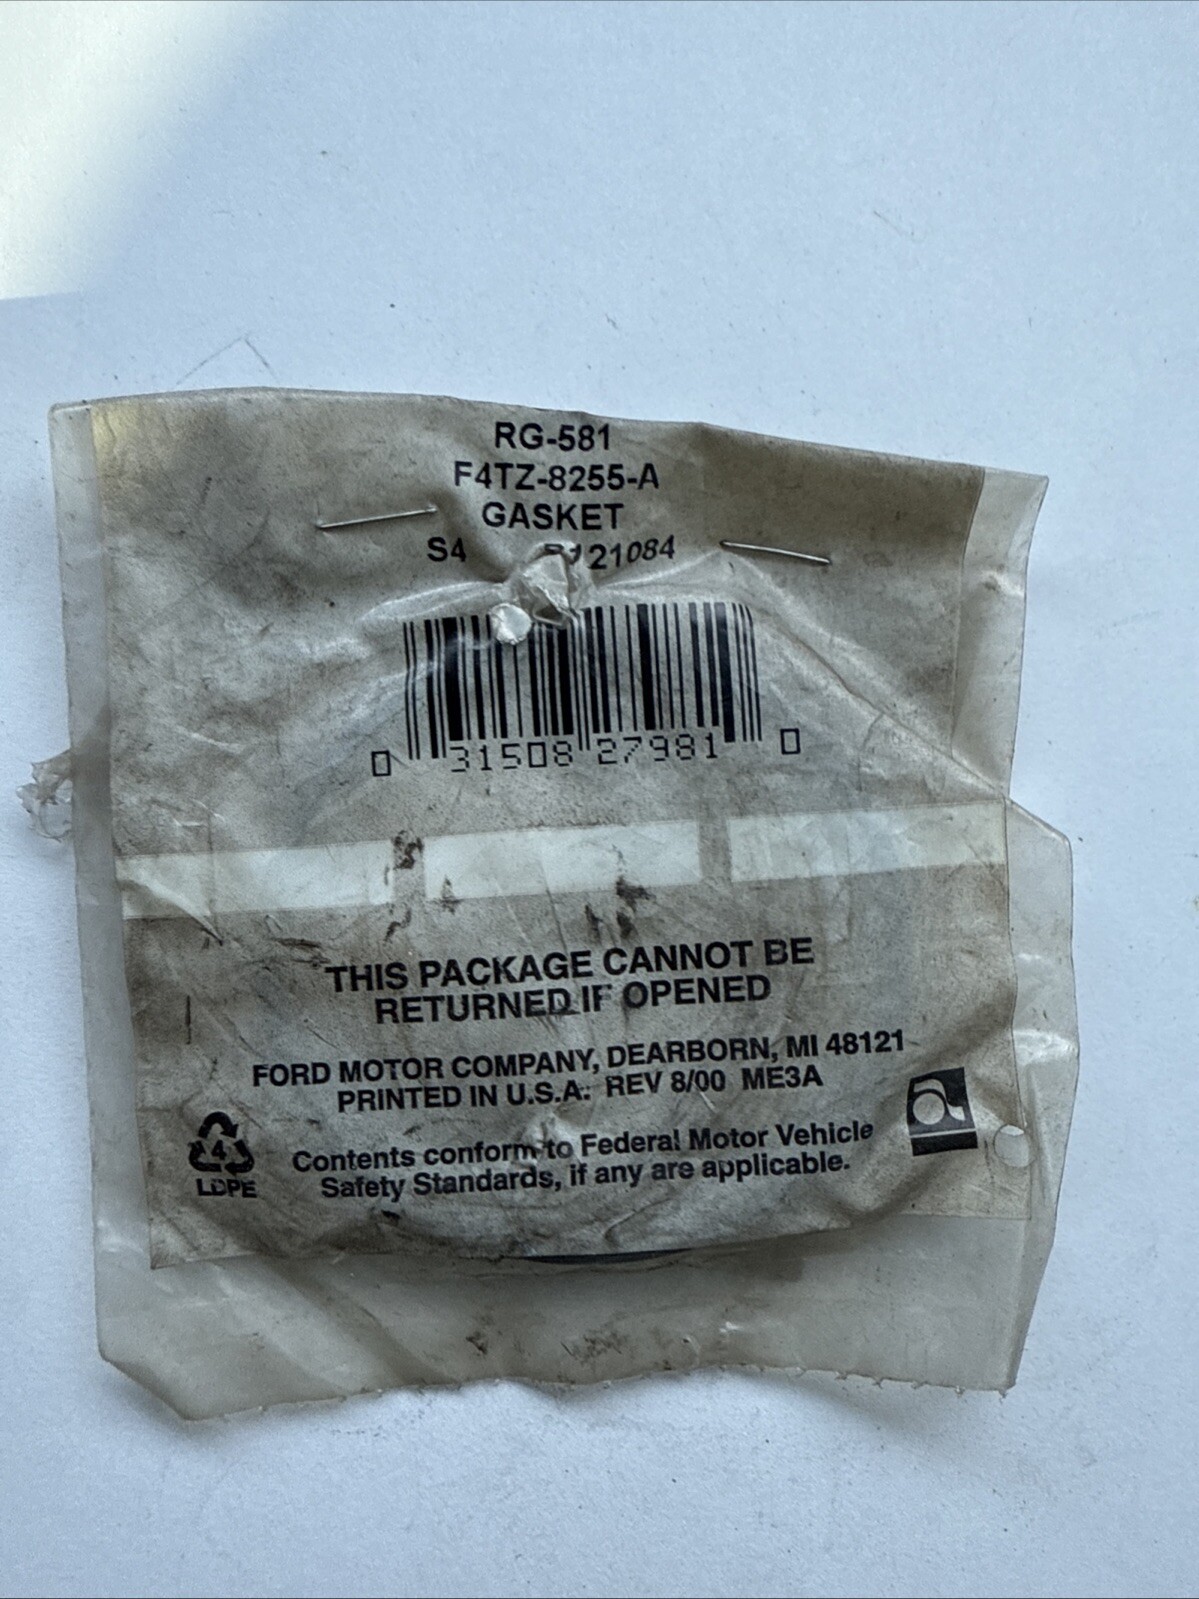 RG-581
F4TZ-8255-A
GASKET
S4 121084
0 31508 27981 0
THIS PACKAGE CANNOT BE
RETURNED IF OPENED
FORD MOTOR COMPANY, DEARBORN, MI 48121
PRINTED IN U.S.A. REV 8/00 ME3A
4
LDPE
Contents conform to Federal Motor Vehicle
Safety Standards, if any are applicable.